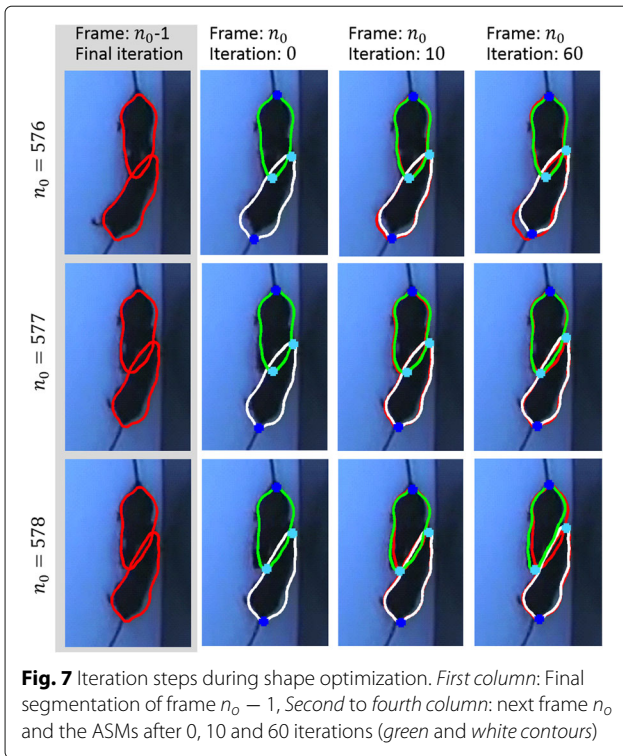 Frame: n₀-1
Final iteration
Frame: n₀
Iteration: 0
Frame: n₀
Iteration: 10
Frame: n₀
Iteration: 60
n₀ = 576
n₀ = 577
n₀ = 578
Fig. 7 Iteration steps during shape optimization. First column: Final
segmentation of frame nₒ − 1, Second to fourth column: next frame nₒ
and the ASMs after 0, 10 and 60 iterations (green and white contours)